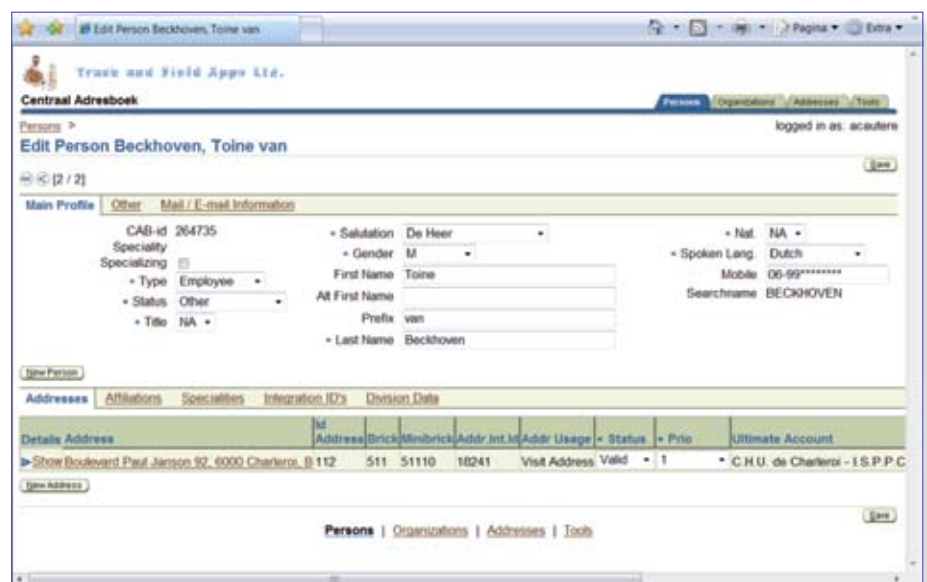 Edit Person Beckhoven, Toine van
Pagina
Extra
Track and Field Apps Ltd.
Centraal Adresboek
Persons Organizations Addresses Tools
Persons >
logged in as: acautere
Edit Person Beckhoven, Toine van
Save
[2 / 2]
Main Profile Other Mail / E-mail Information
CAB-id 264735
Speciality
Specializing
* Type Employee
* Status Other
* Title NA
* Salutation De Heer
* Gender M
First Name Toine
Alt First Name
Prefix van
* Last Name Beckhoven
* Nat. NA
* Spoken Lang. Dutch
Mobile 06-99********
Searchname BECKHOVEN
New Person
Addresses Affiliations Specialities Integration ID's Division Data
Details Address Id Address Brick Minibrick Addr.Int.Id Addr Usage * Status * Prio Ultimate Account
Show Boulevard Paul Janson 92, 6000 Charleroi, B 112 511 51110 18241 Visit Address Valid 1 C.H.U. de Charleroi - I.S.P.P.C
New Address
Save
Persons | Organizations | Addresses | Tools